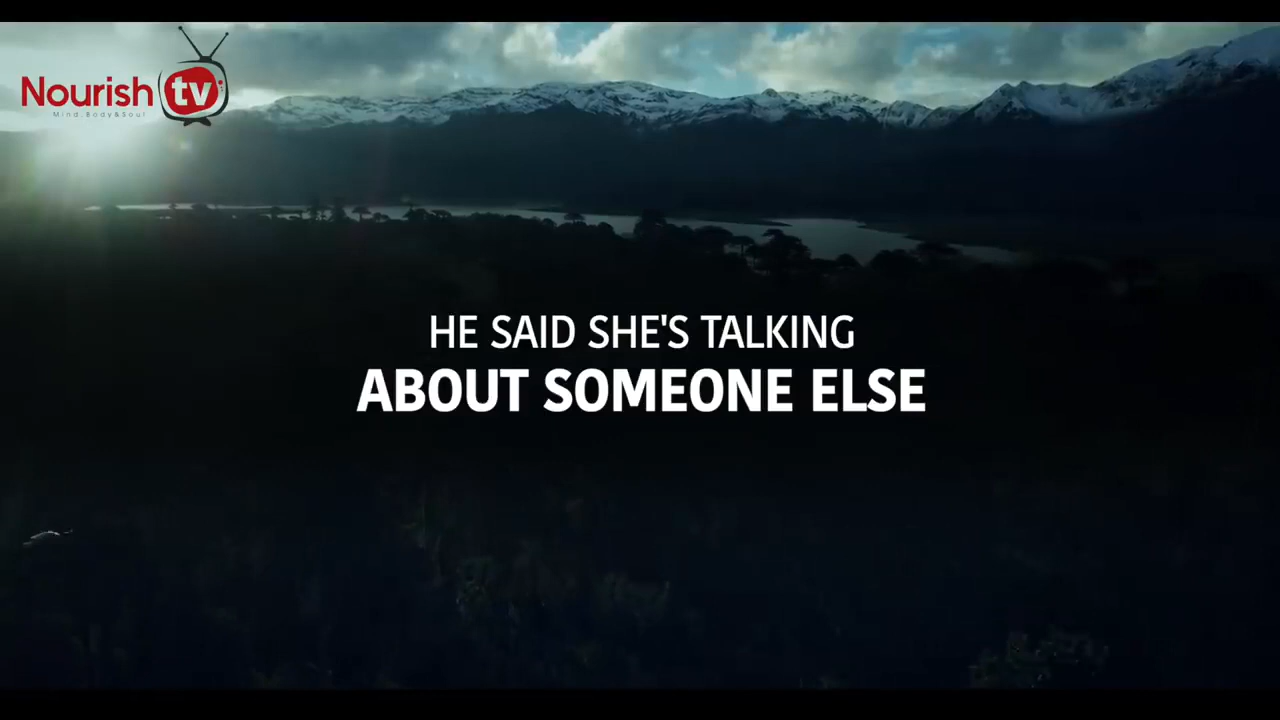 Nourish tv
Mind, Body & Soul
HE SAID SHE'S TALKING
ABOUT SOMEONE ELSE